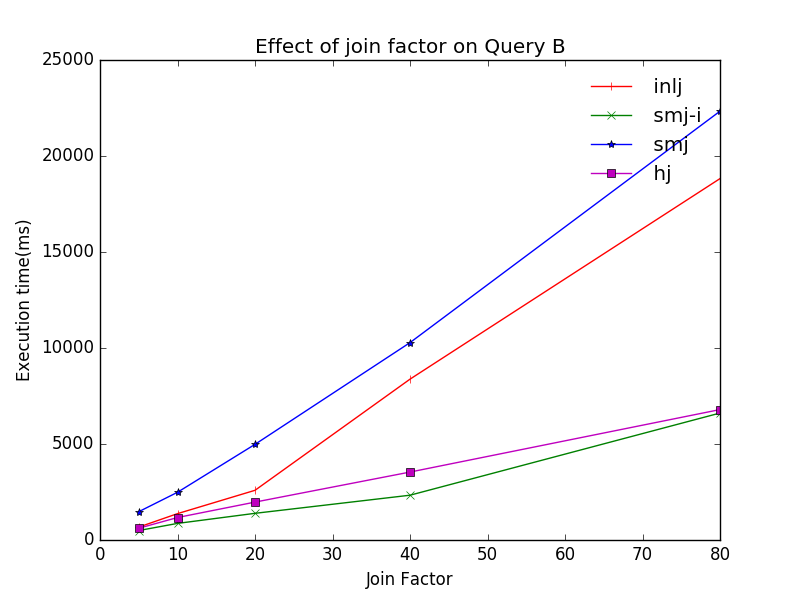 Effect of join factor on Query B
25000
20000
15000
10000
5000
0
Execution time(ms)
inlj
smj-i
smj
hj
0 10 20 30 40 50 60 70 80
Join Factor